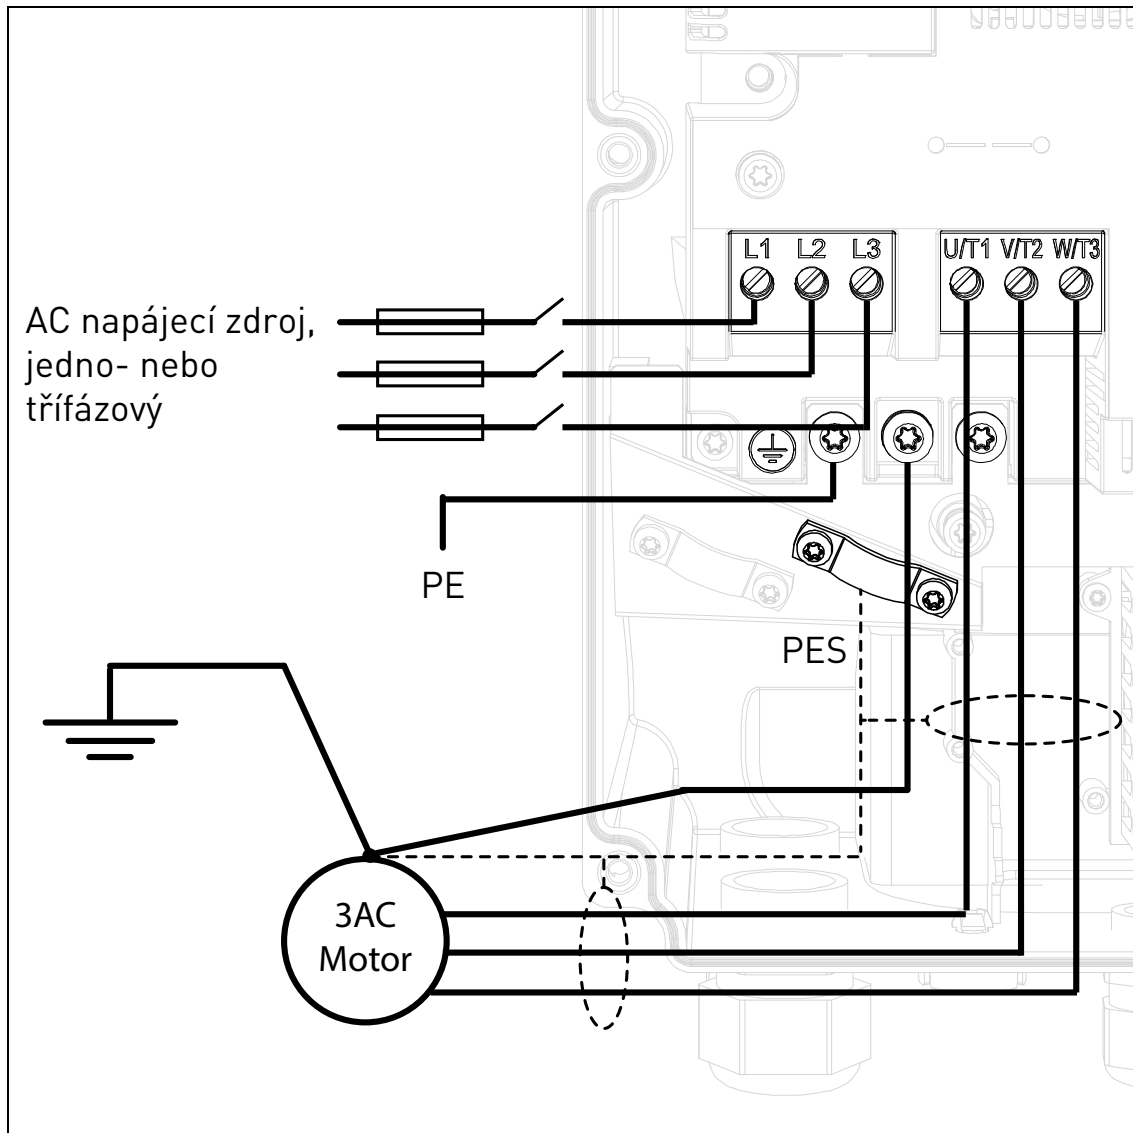 L1 L2 L3
U/T1 V/T2 W/T3
AC napájecí zdroj,
jedno- nebo
třífázový
PE
PES
3AC
Motor